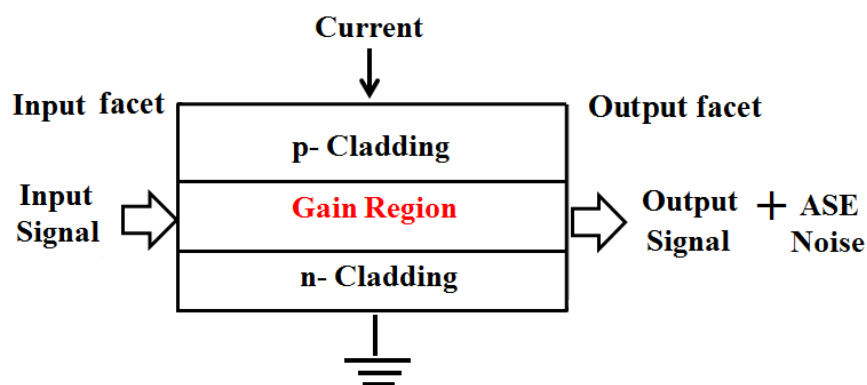 Current
Input facet
Output facet
p- Cladding
Input
Signal
Gain Region
Output
Signal
+ ASE
Noise
n- Cladding